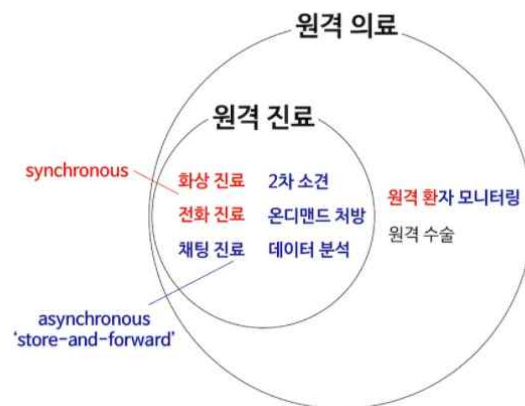 원격 의료
원격 진료
synchronous
화상 진료 2차 소견
전화 진료 온디맨드 처방
채팅 진료 데이터 분석
원격 환자 모니터링
원격 수술
asynchronous
‘store-and-forward’